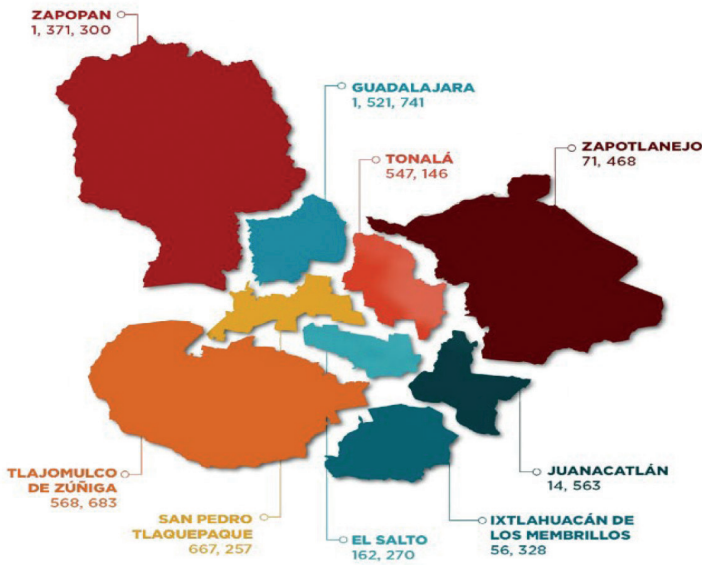 ZAPOPAN
1, 371, 300
GUADALAJARA
1, 521, 741
TONALÁ
547, 146
ZAPOTLANEJO
71, 468
TLAJOMULCO
DE ZÚÑIGA
568, 683
SAN PEDRO
TLAQUEPAQUE
667, 257
EL SALTO
162, 270
JUANACATLÁN
14, 563
IXTLAHUACÁN DE
LOS MEMBRILLOS
56, 328